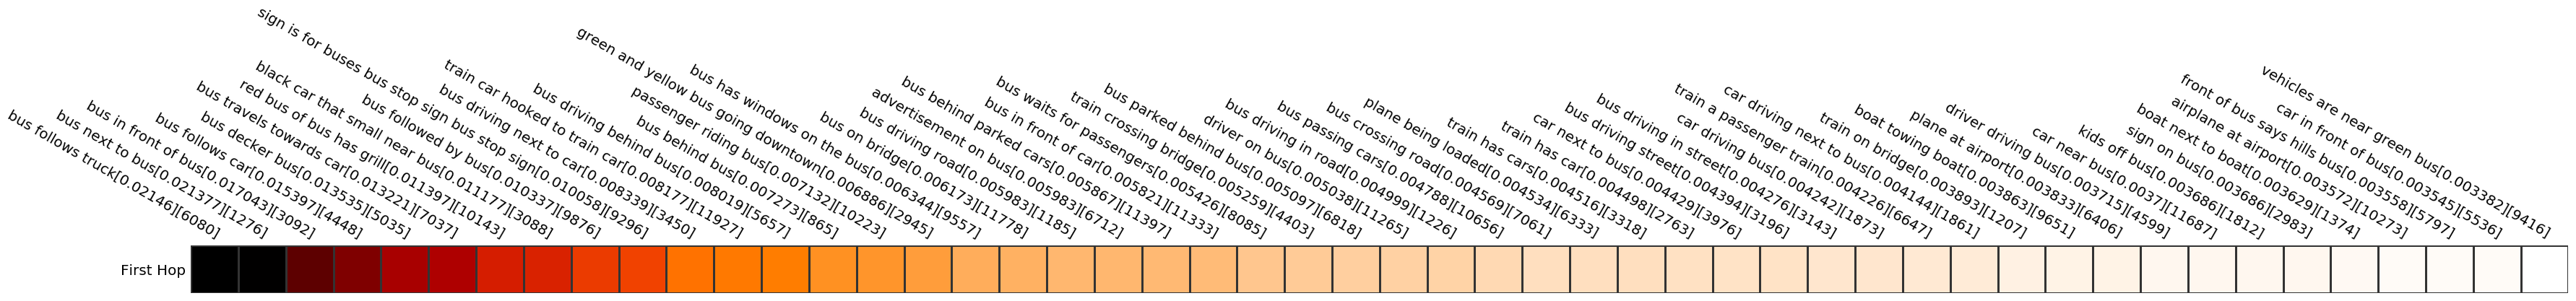 bus follows truck[0.02146][6080]
bus next to bus[0.021377][1276]
bus in front of bus[0.017043][3092]
bus follows car[0.015397][4448]
bus decker bus[0.013535][5035]
bus travels towards car[0.013221][7037]
red bus of bus has grill[0.011397][1043]
black car that small near bus[0.01177][3088]
bus followed by bus[0.010337][976]
sign is for buses bus stop sign bus stop sign[0.01058][9296]
bus driving next to car[0.008339][3450]
train car hooked to train car[0.008177][1192]
bus driving behind bus[0.008019][5657]
bus behind bus[0.007273][865]
passenger riding bus[0.007132][10223]
green and yellow bus going downtown[0.006886][2945]
bus has windows on the bus[0.006344][957]
bus on bridge[0.006173][11778]
bus driving road[0.005983][1185]
advertisement on bus[0.005983][6712]
bus behind parked cars[0.005867][11397]
bus in front of car[0.005821][1133]
bus waits for passengers[0.005426][8085]
train crossing bridge[0.005259][4403]
bus parked behind bus[0.005097][6818]
driver on bus[0.005038][11265]
bus driving in road[0.004999][1226]
bus passing cars[0.004788][1056]
bus crossing road[0.004569][7061]
plane being loaded[0.004534][6333]
train has cars[0.004516][3318]
train has car[0.004498][2763]
car next to bus[0.004429][3976]
bus driving street[0.004394][3196]
bus driving in street[0.004276][3143]
car driving bus[0.004242][11873]
train a passenger train[0.004226][6647]
car driving next to bus[0.004144][1861]
train on bridge[0.003893][1207]
boat towing boat[0.003863][951]
plane at airport[0.003833][6406]
driver driving bus[0.003715][4599]
car near bus[0.0037][11687]
kids off bus[0.003686][1812]
sign on bus[0.003686][2983]
boat next to boat[0.003629][1374]
airplane at airport[0.003572][10273]
front of bus says hills bus[0.003558][5797]
car in front of bus[0.003545][5536]
vehicles are near green bus[0.003382][9416]
First Hop